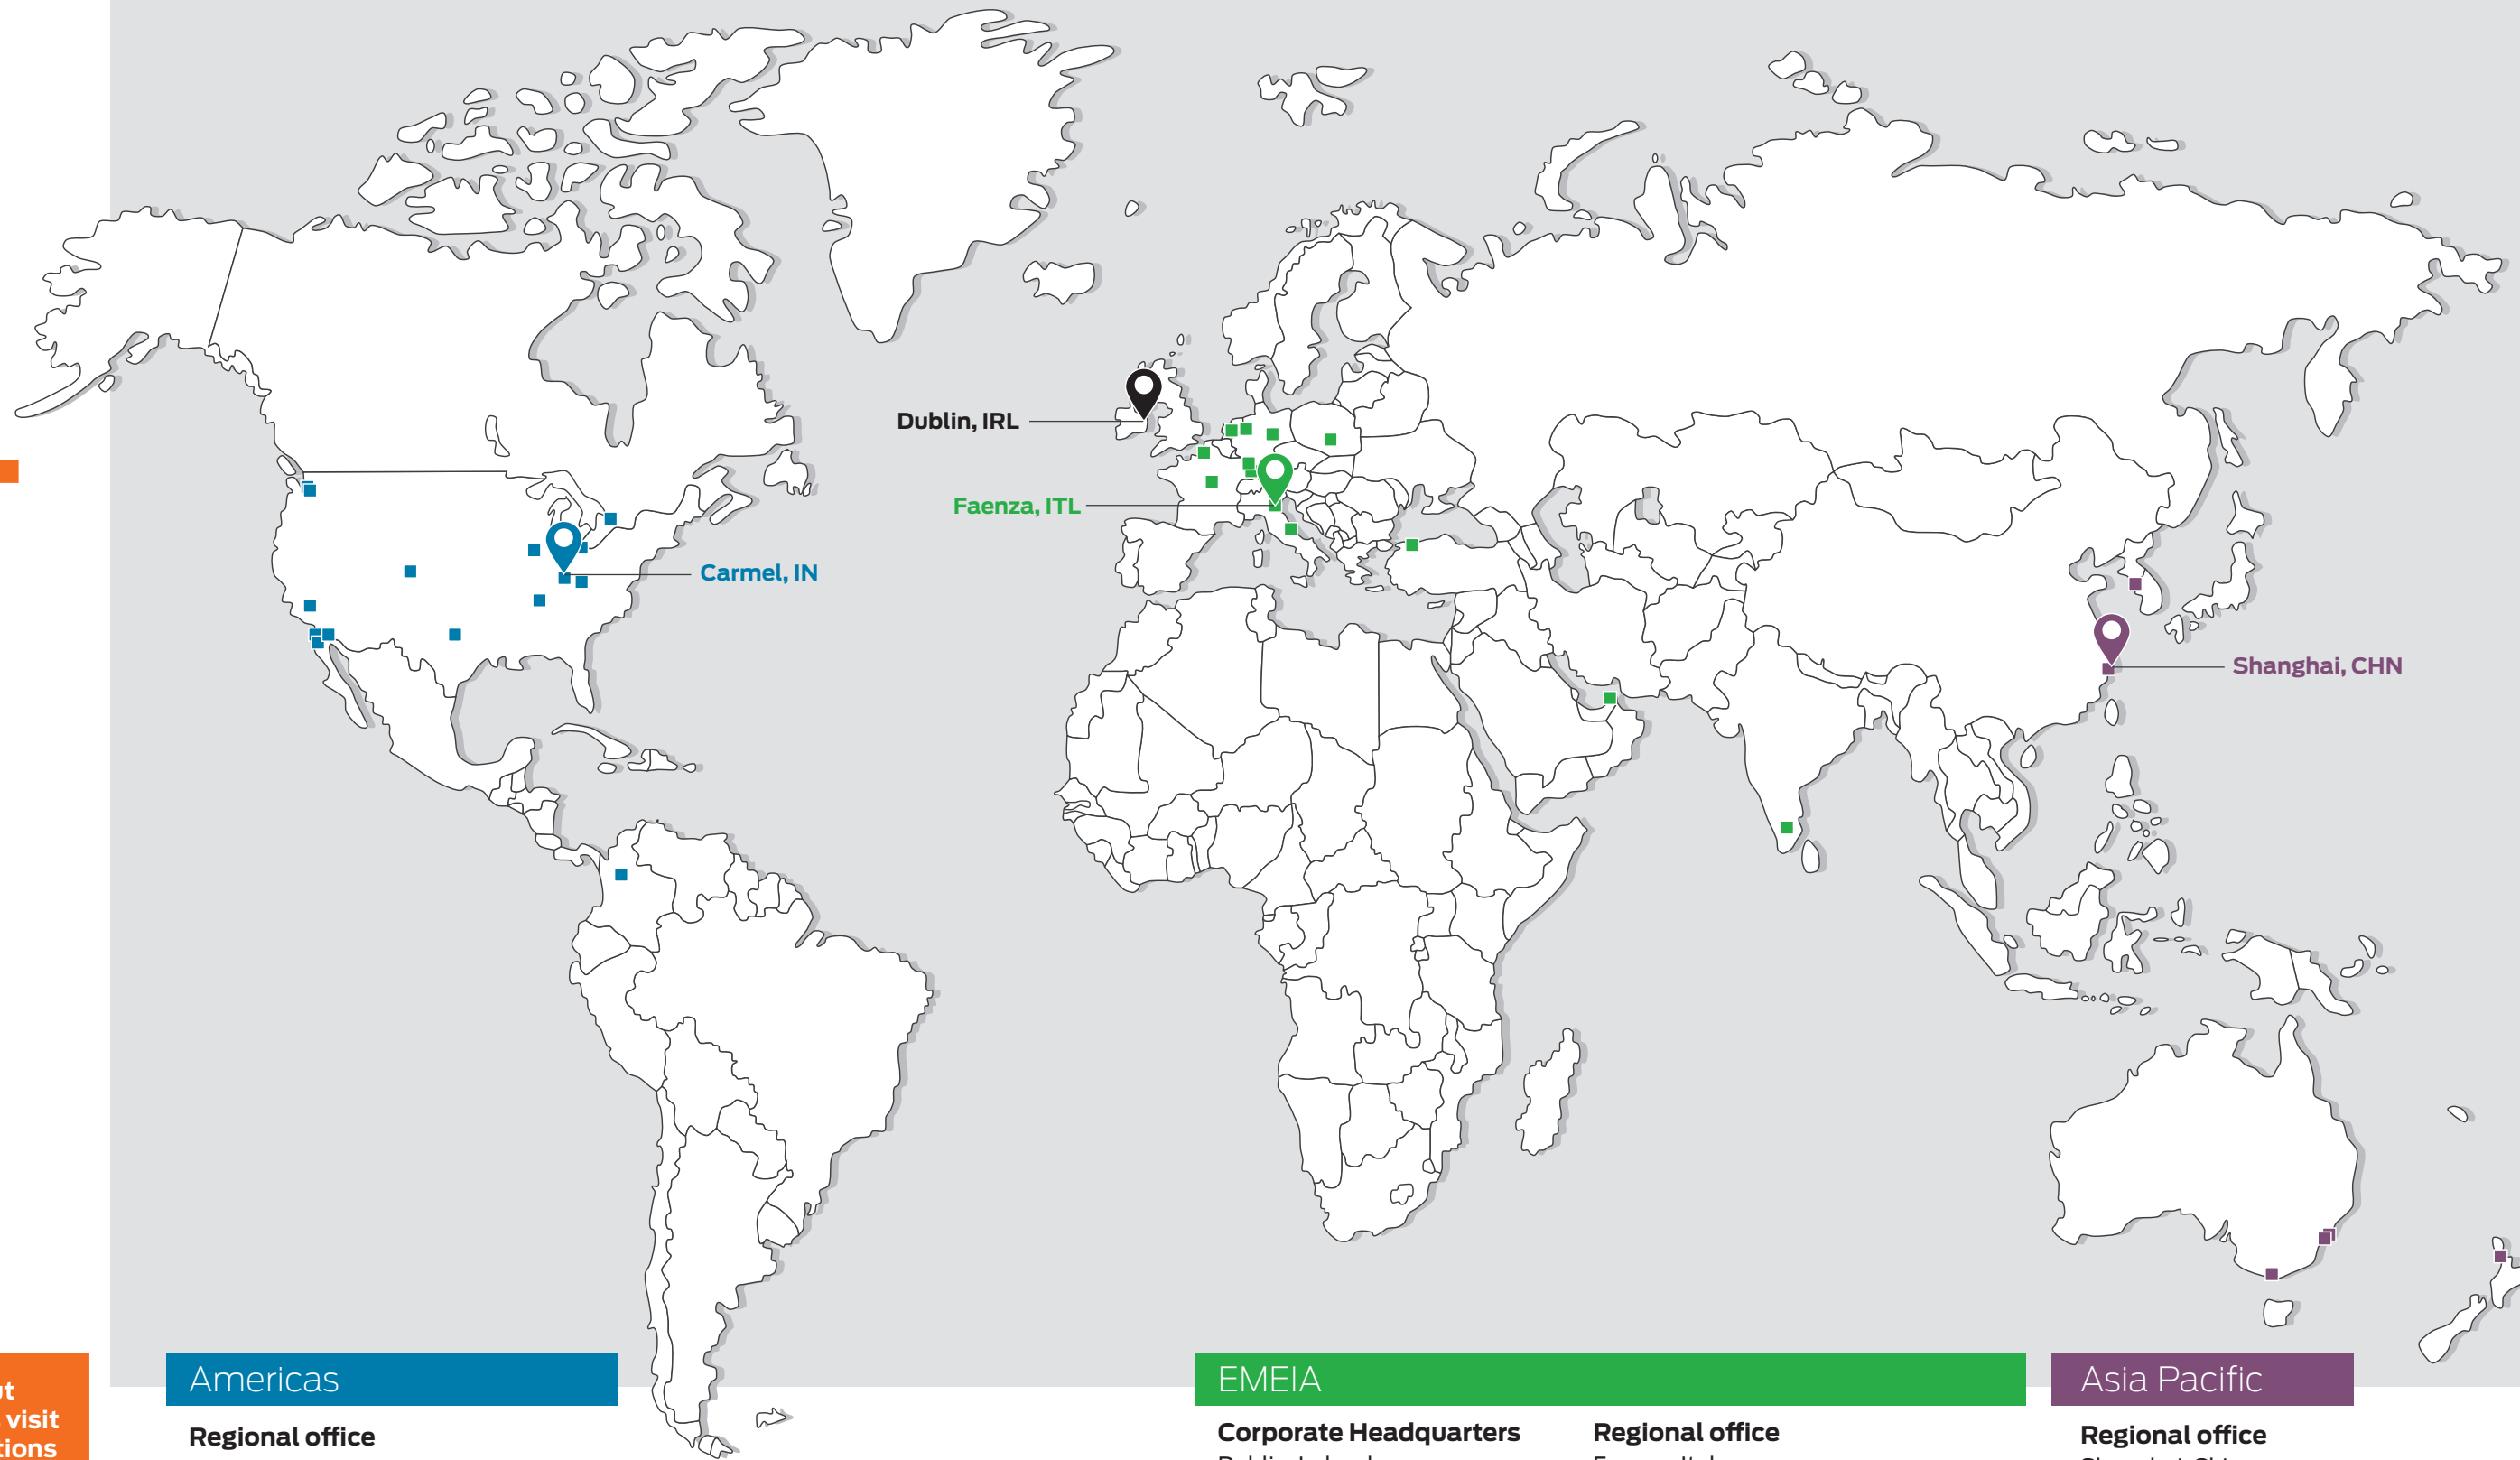 Dublin, IRL
Faenza, ITL
Carmel, IN
Shanghai, CHN
visit
Americas
Regional office
EMEIA
Corporate Headquarters
Regional office
Asia Pacific
Regional office